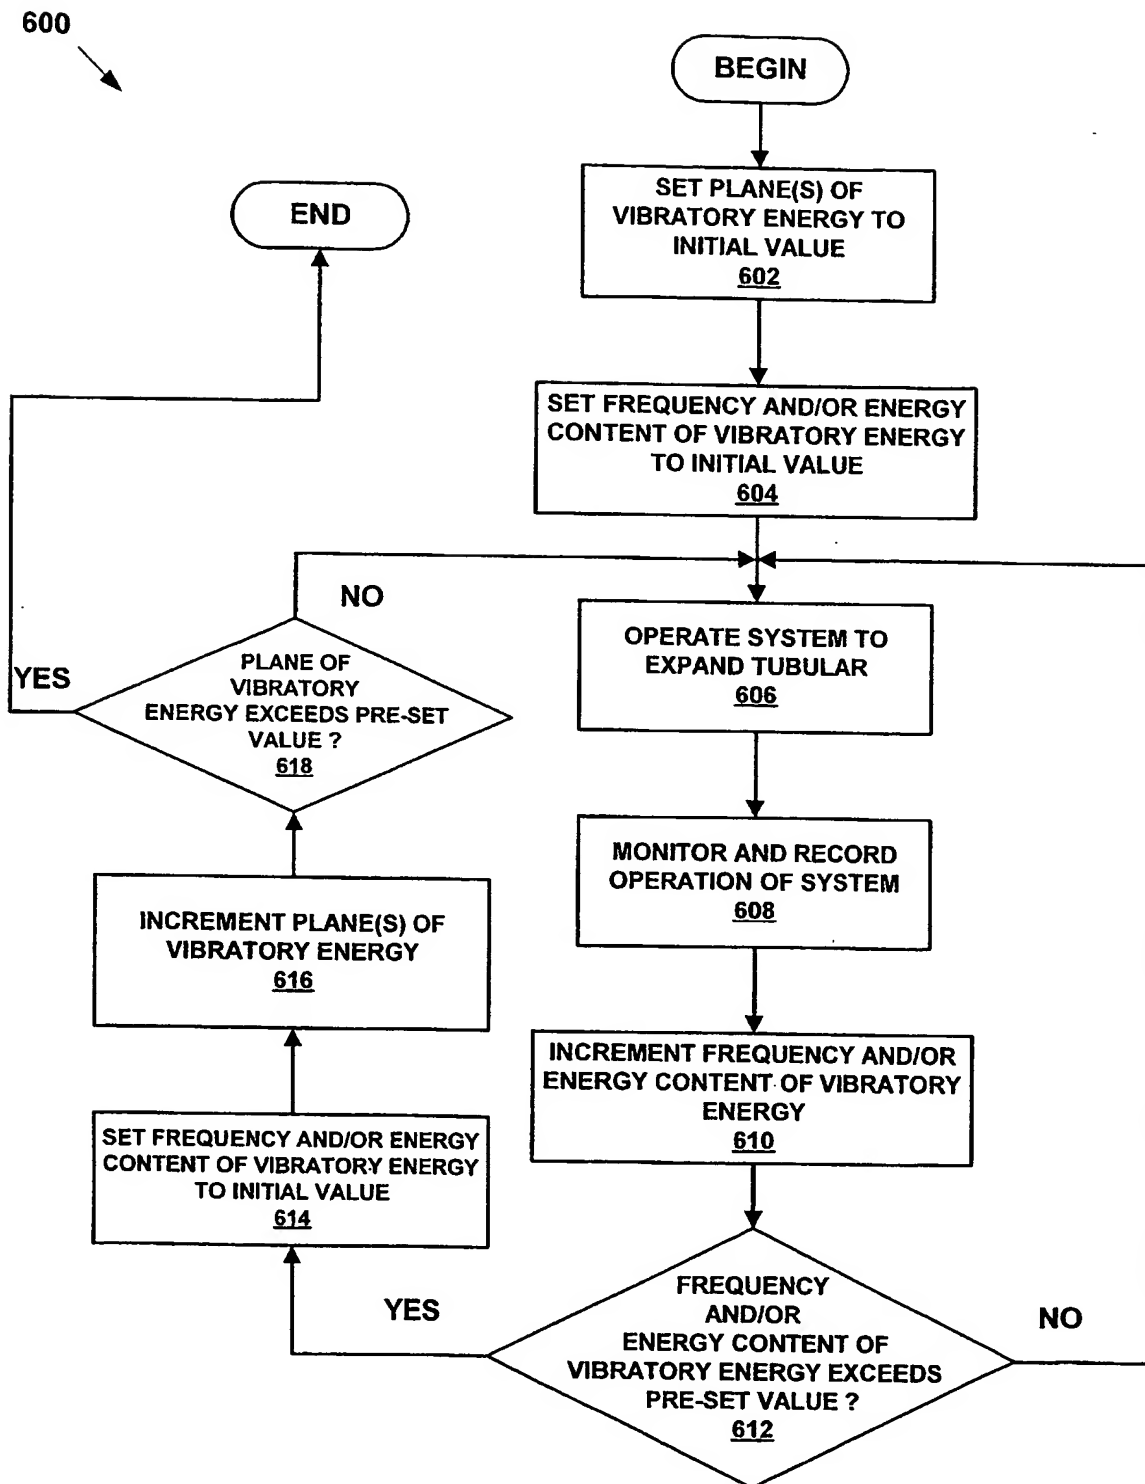 600
BEGIN
SET PLANE(S) OF
VIBRATORY ENERGY TO
INITIAL VALUE
602
END
SET FREQUENCY AND/OR ENERGY
CONTENT OF VIBRATORY ENERGY
TO INITIAL VALUE
604
NO
OPERATE SYSTEM TO
EXPAND TUBULAR
606
YES
PLANE OF
VIBRATORY
ENERGY EXCEEDS PRE-SET
VALUE ?
618
MONITOR AND RECORD
OPERATION OF SYSTEM
608
INCREMENT PLANE(S) OF
VIBRATORY ENERGY
616
INCREMENT FREQUENCY AND/OR
ENERGY CONTENT OF VIBRATORY
ENERGY
610
SET FREQUENCY AND/OR ENERGY
CONTENT OF VIBRATORY ENERGY
TO INITIAL VALUE
614
YES
FREQUENCY
AND/OR
ENERGY CONTENT OF
VIBRATORY ENERGY EXCEEDS
PRE-SET VALUE ?
612
NO